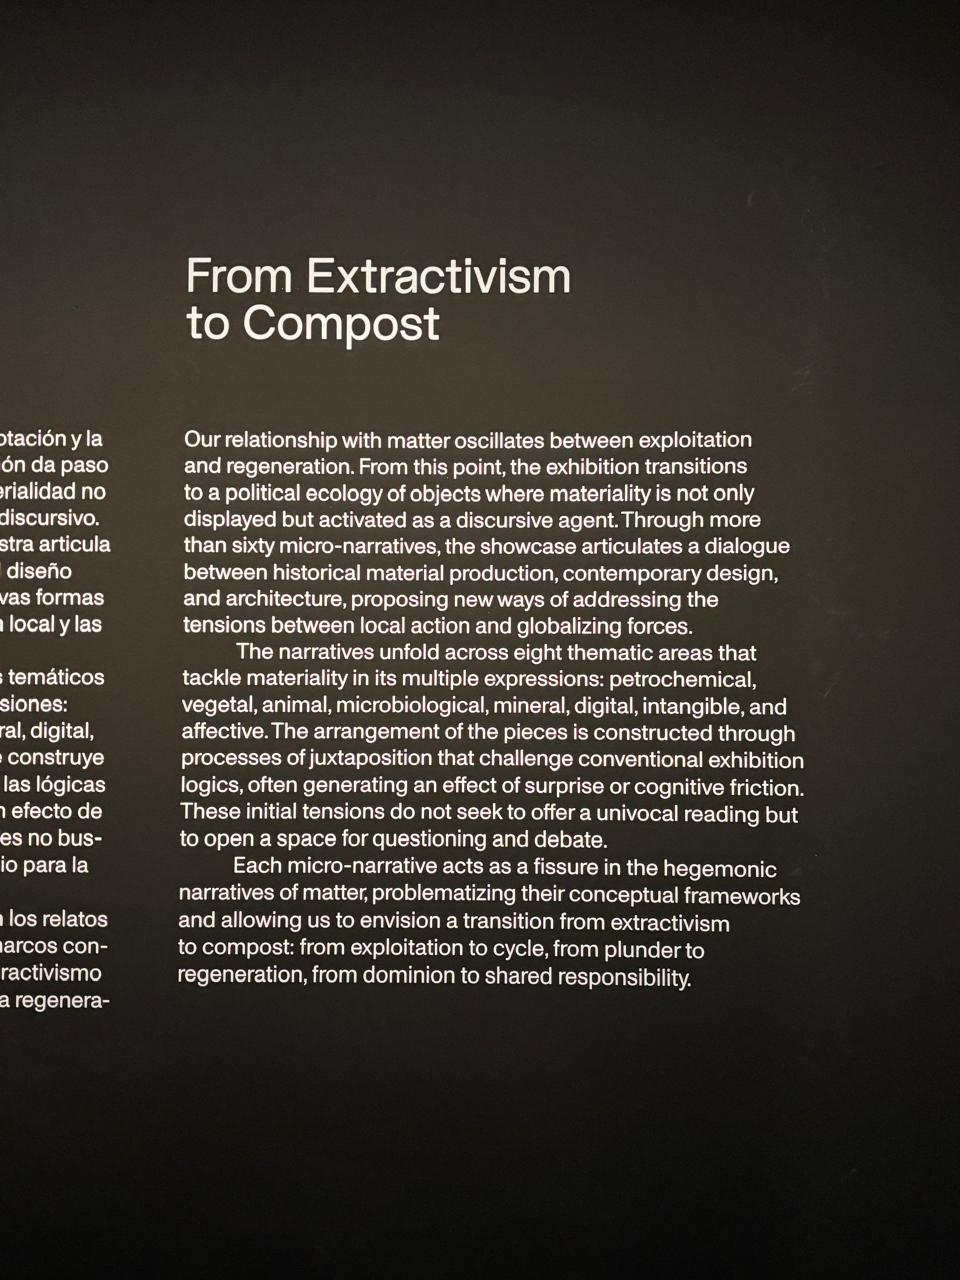 otación y la
ón da paso
erialidad no
discursivo.
stra articula
diseño
vas formas
local y las
temáticos
siones:
ral, digital,
construye
las lógicas
efecto de
es no bus-
io para la
los relatos
marcos con-
ractivismo
a regenera-
From Extractivism
to Compost
Our relationship with matter oscillates between exploitation
and regeneration. From this point, the exhibition transitions
to a political ecology of objects where materiality is not only
displayed but activated as a discursive agent. Through more
than sixty micro-narratives, the showcase articulates a dialogue
between historical material production, contemporary design,
and architecture, proposing new ways of addressing the
tensions between local action and globalizing forces.
The narratives unfold across eight thematic areas that
tackle materiality in its multiple expressions: petrochemical,
vegetal, animal, microbiological, mineral, digital, intangible, and
affective. The arrangement of the pieces is constructed through
processes of juxtaposition that challenge conventional exhibition
logics, often generating an effect of surprise or cognitive friction.
These initial tensions do not seek to offer a univocal reading but
to open a space for questioning and debate.
Each micro-narrative acts as a fissure in the hegemonic
narratives of matter, problematizing their conceptual frameworks
and allowing us to envision a transition from extractivism
to compost: from exploitation to cycle, from plunder to
regeneration, from dominion to shared responsibility.